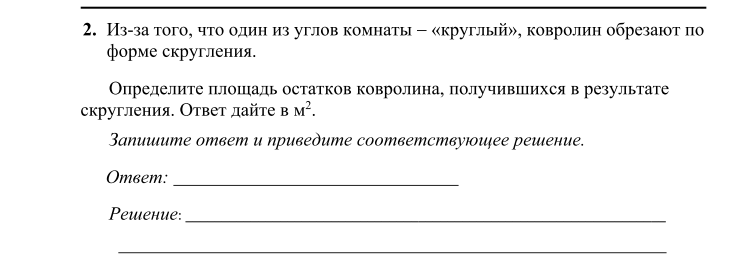 2. Из-за того, что один из углов комнаты – «круглый», ковролин обрезают по
форме скругления.
Определите площадь остатков ковролина, получившихся в результате
скругления. Ответ дайте в м².
Запишите ответ и приведите соответствующее решение.
Ответ:
Решение: